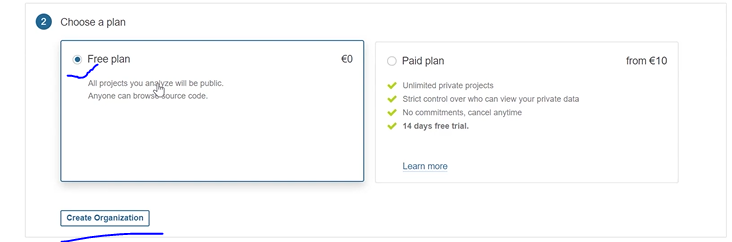 2 Choose a plan
Free plan €0
All projects you analyze will be public.
Anyone can browse source code.
Paid plan from €10
Unlimited private projects
Strict control over who can view your private data
No commitments, cancel anytime
14 days free trial.
Learn more
Create Organization